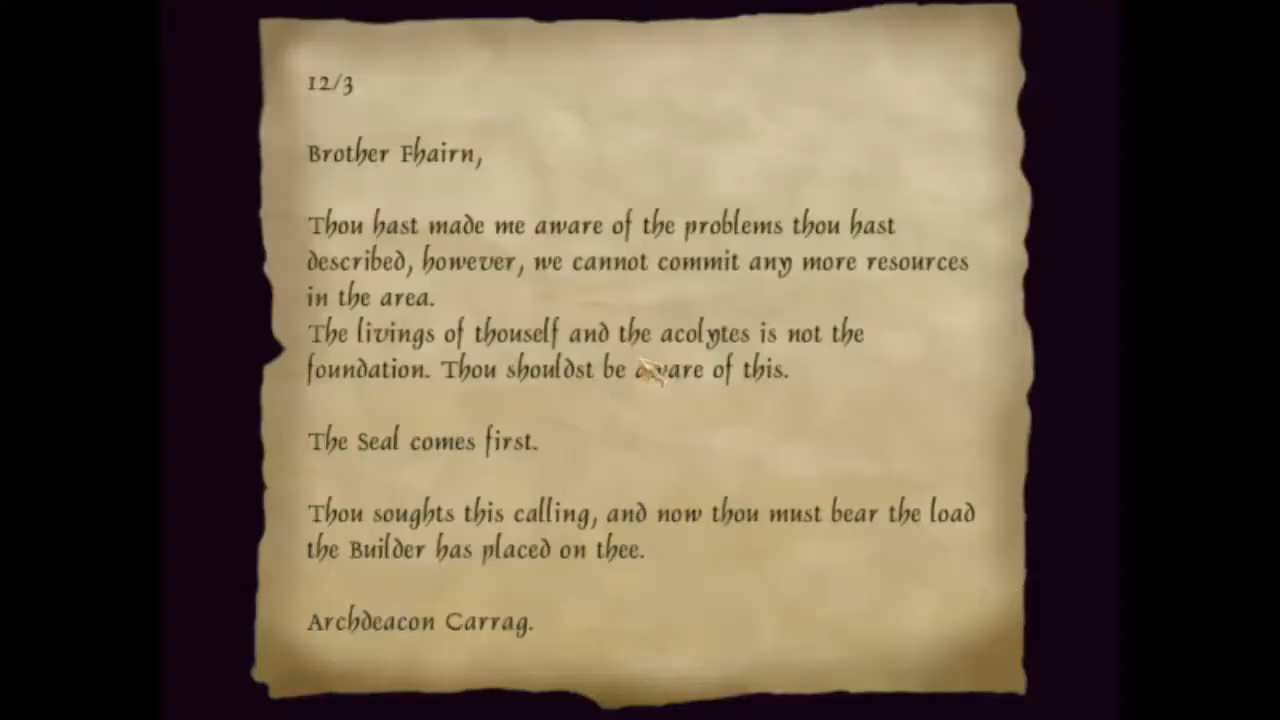 12/3
Brother Fhairn,
Thou hast made me aware of the problems thou hast
described, however, we cannot commit any more resources
in the area.
The livings of thouself and the acolytes is not the
foundation. Thou shouldst be aware of this.
The Seal comes first.
Thou soughts this calling, and now thou must bear the load
the Builder has placed on thee.
Archdeacon Carrag.